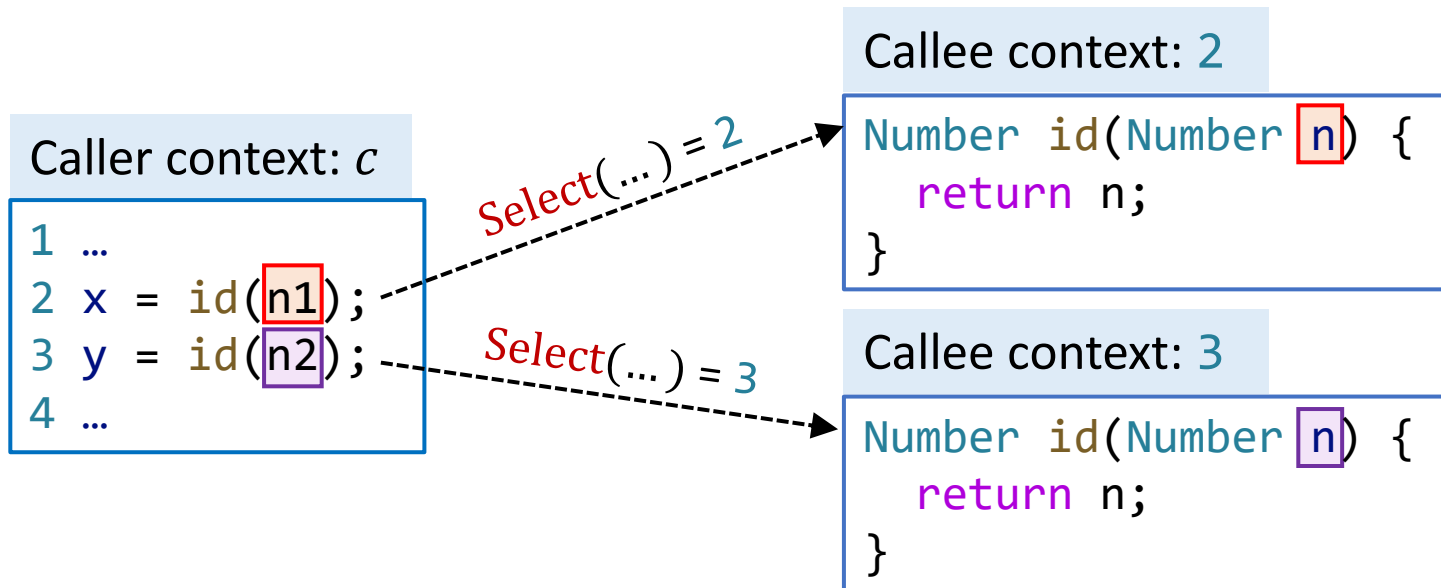 Caller context: c
1 …
2 x = id(n1);
3 y = id(n2);
4 …
Select(…) = 2
Select(…) = 3
Callee context: 2
Number id(Number n) {
return n;
}
Callee context: 3
Number id(Number n) {
return n;
}